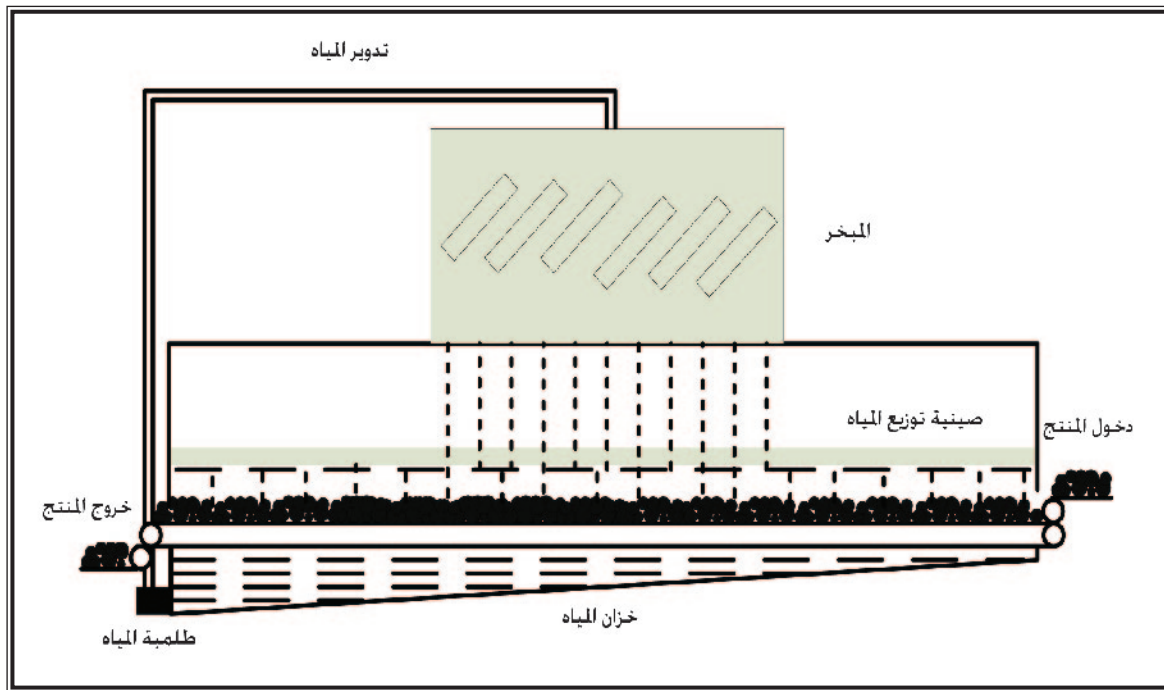 تدوير المياه
المبخر
صينية توزيع المياه
دخول المنتج
خروج المنتج
خزان المياه
طلمبة المياه